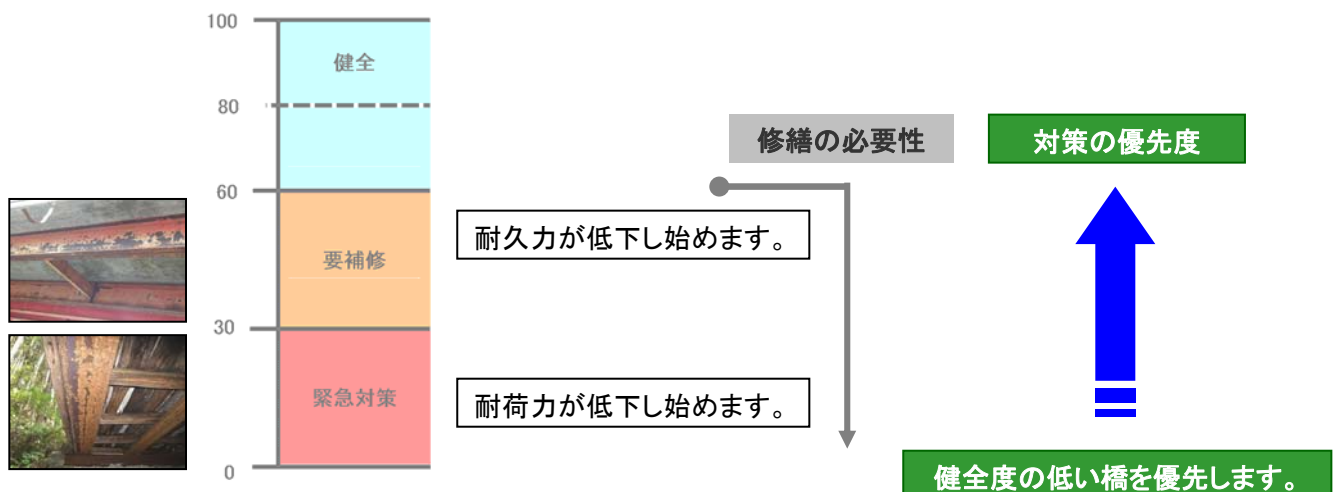 100
健全
80
修繕の必要性
対策の優先度
60
耐久力が低下し始めます。
要補修
30
緊急対策
耐荷力が低下し始めます。
0
健全度の低い橋を優先します。